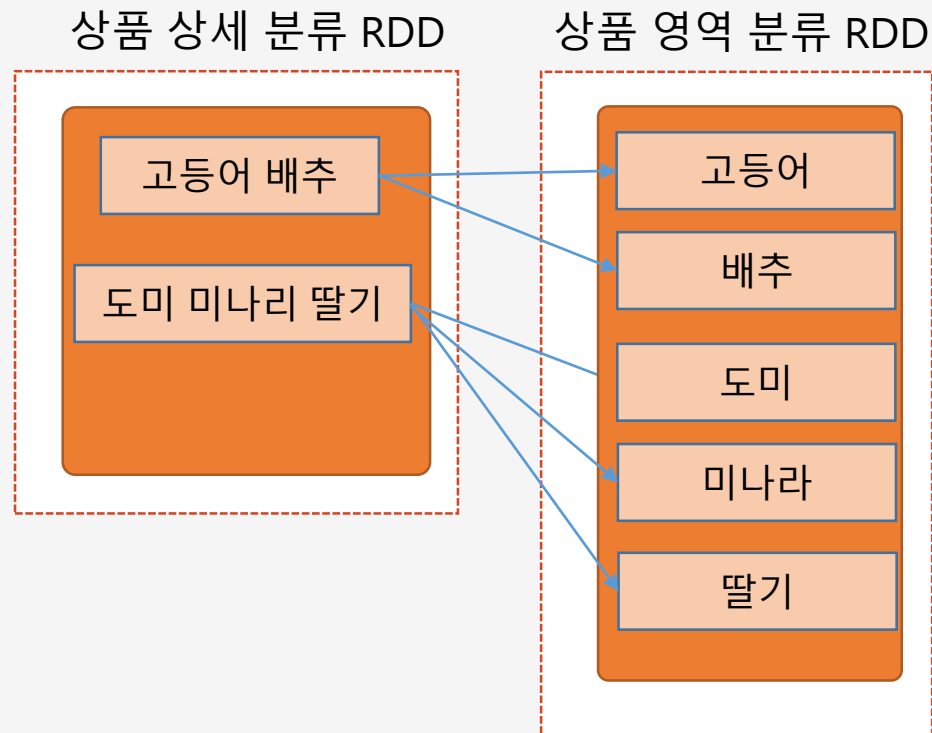 상품 상세 분류 RDD
고등어 배추
도미 미나리 딸기
상품 영역 분류 RDD
고등어
배추
도미
미나라
딸기